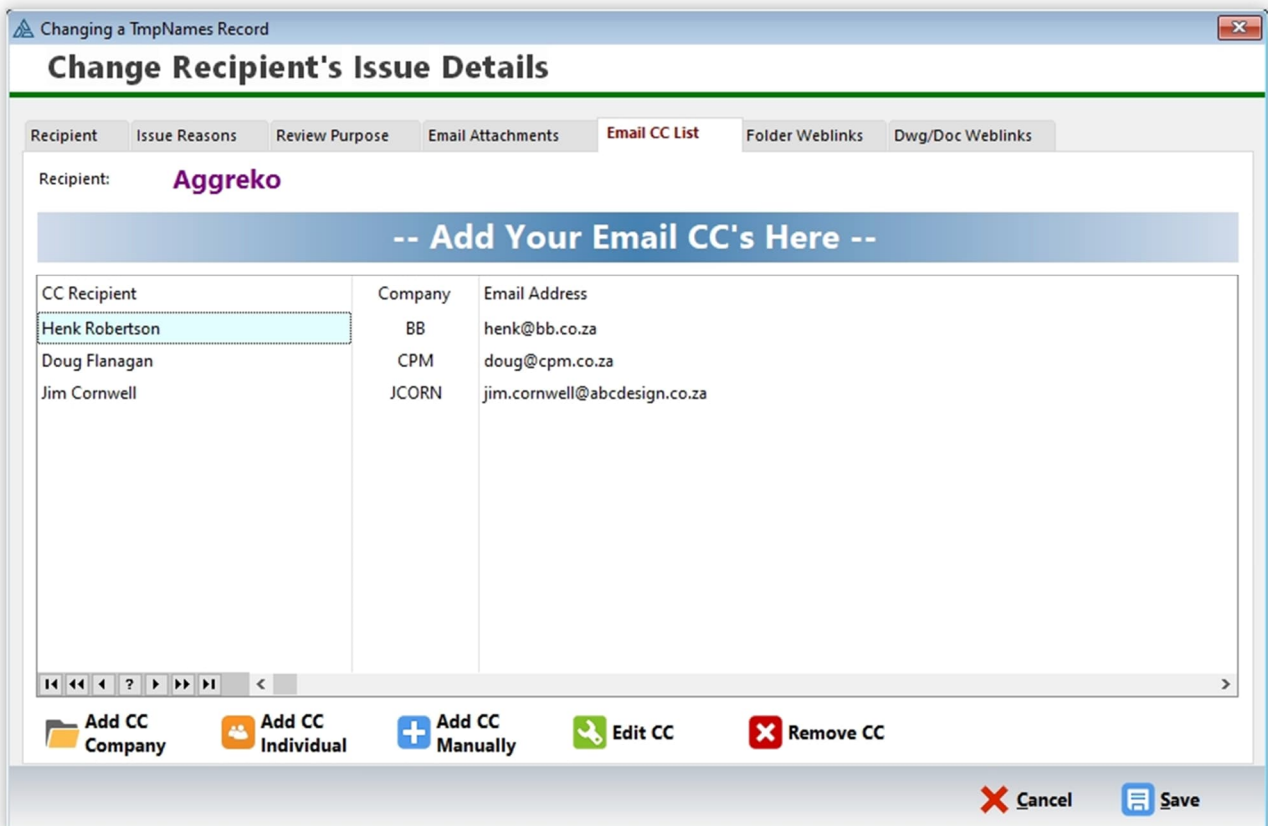 Changing a TmpNames Record
Change Recipient's Issue Details
Recipient Issue Reasons Review Purpose Email Attachments Email CC List Folder Weblinks Dwg/Doc Weblinks
Recipient: Aggreko
-- Add Your Email CC's Here --
CC Recipient Company Email Address
Henk Robertson BB henk@bb.co.za
Doug Flanagan CPM doug@cpm.co.za
Jim Cornwell JCORN jim.cornwell@abcdesign.co.za
?
Add CC Company
Add CC Individual
Add CC Manually
Edit CC
Remove CC
Cancel Save